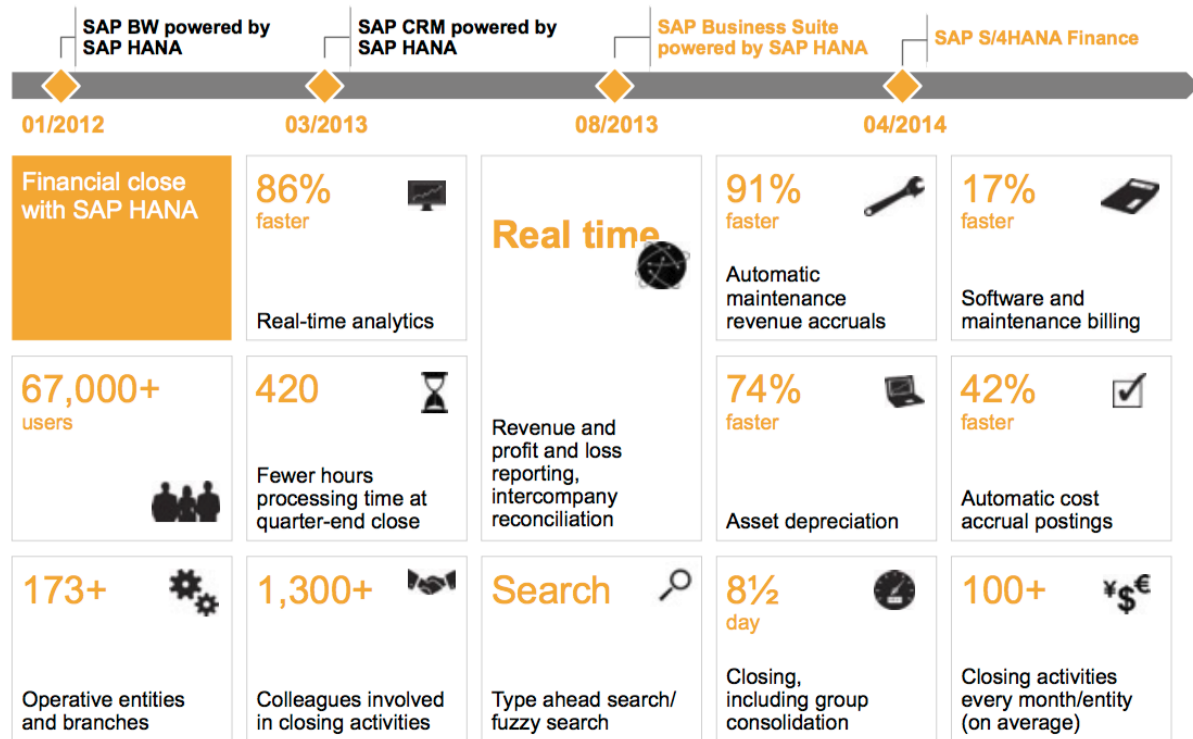 SAP BW powered by
SAP HANA
SAP CRM powered by
SAP HANA
SAP Business Suite
powered by SAP HANA
SAP S/4HANA Finance
01/2012
03/2013
08/2013
04/2014
Financial close
with SAP HANA
86%
faster
Real-time analytics
Real time
Revenue and
profit and loss
reporting,
intercompany
reconciliation
91%
faster
Automatic
maintenance
revenue accruals
17%
faster
Software and
maintenance billing
67,000+
users
420
Fewer hours
processing time at
quarter-end close
74%
faster
Asset depreciation
42%
faster
Automatic cost
accrual postings
173+
Operative entities
and branches
1,300+
Colleagues involved
in closing activities
Search
Type ahead search/
fuzzy search
8½
day
Closing,
including group
consolidation
100+
¥$€
Closing activities
every month/entity
(on average)